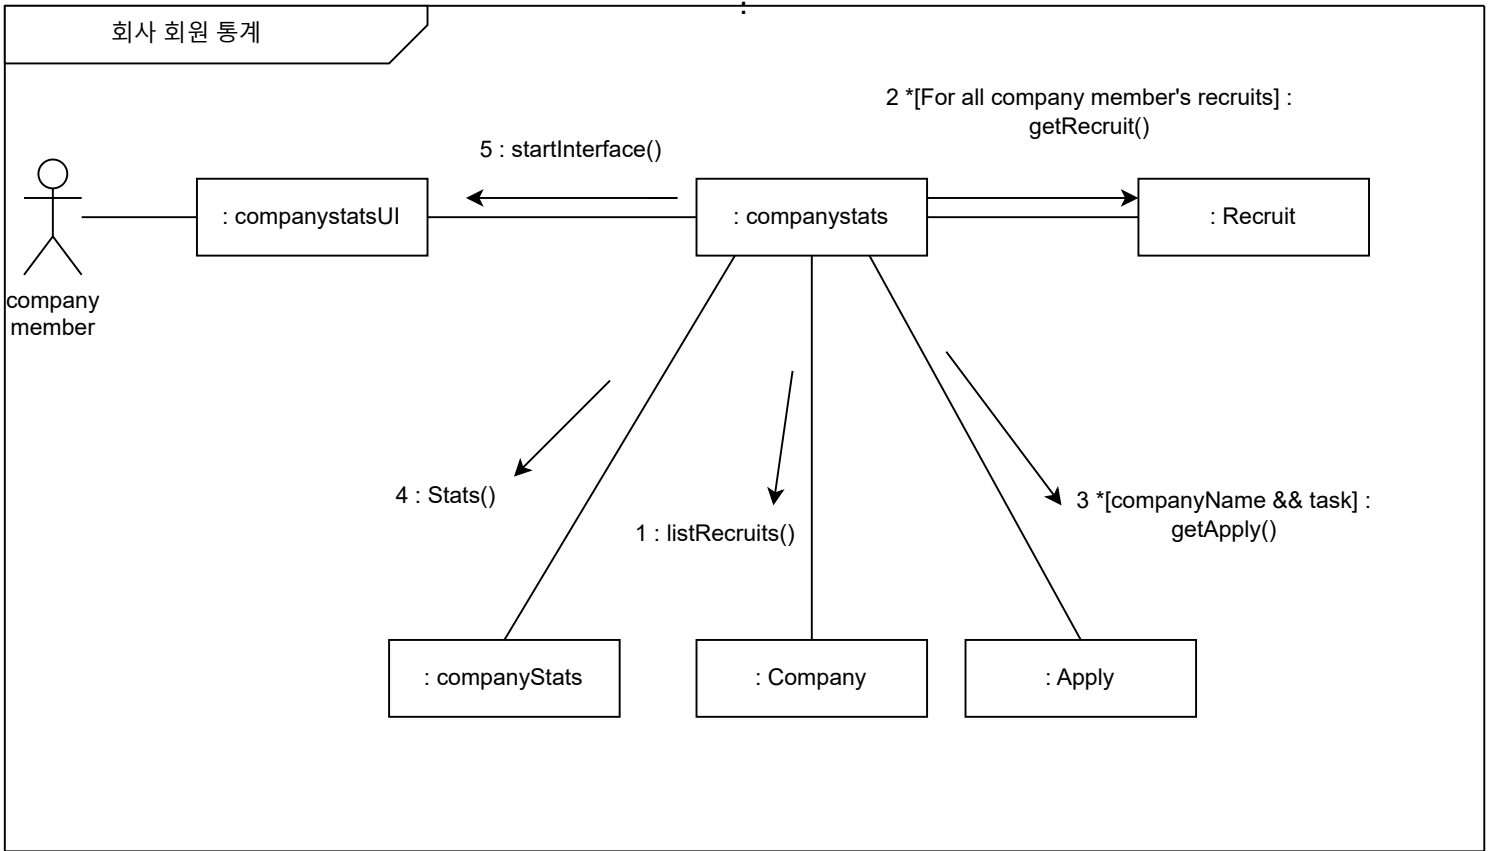 :
회사 회원 통계
2 *[For all company member's recruits] :
getRecruit()
5 : startInterface()
: companystatsUI
: companystats
: Recruit
company
member
4 : Stats()
1 : listRecruits()
3 *[companyName && task] :
getApply()
: companyStats
: Company
: Apply